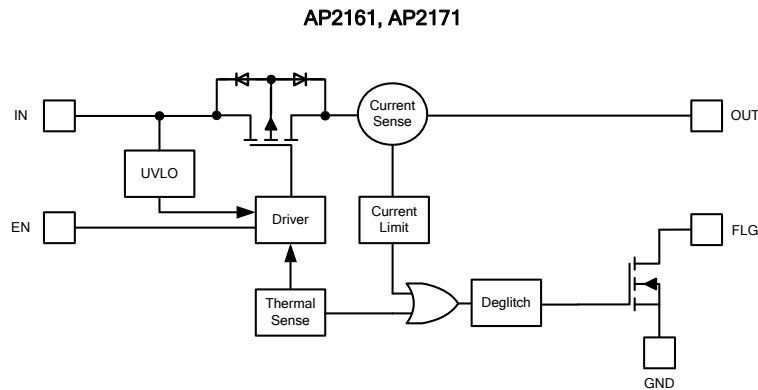 AP2161, AP2171
IN
Current
Sense
OUT
UVLO
EN
Driver
Current
Limit
FLG
Thermal
Sense
Deglitch
GND